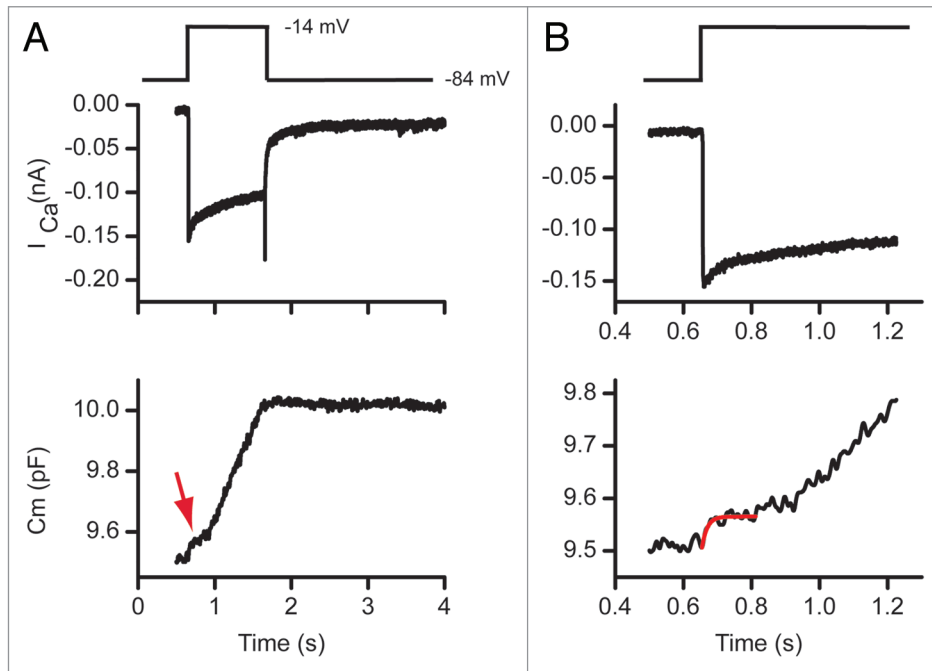 A
-14 mV
-84 mV
0.00
-0.05
-0.10
-0.15
-0.20
I Ca(nA)
10.0
9.8
9.6
Cm (pF)
0 1 2 3 4
Time (s)
B
0.00
-0.05
-0.10
-0.15
0.4 0.6 0.8 1.0 1.2
9.8
9.7
9.6
9.5
0.4 0.6 0.8 1.0 1.2
Time (s)